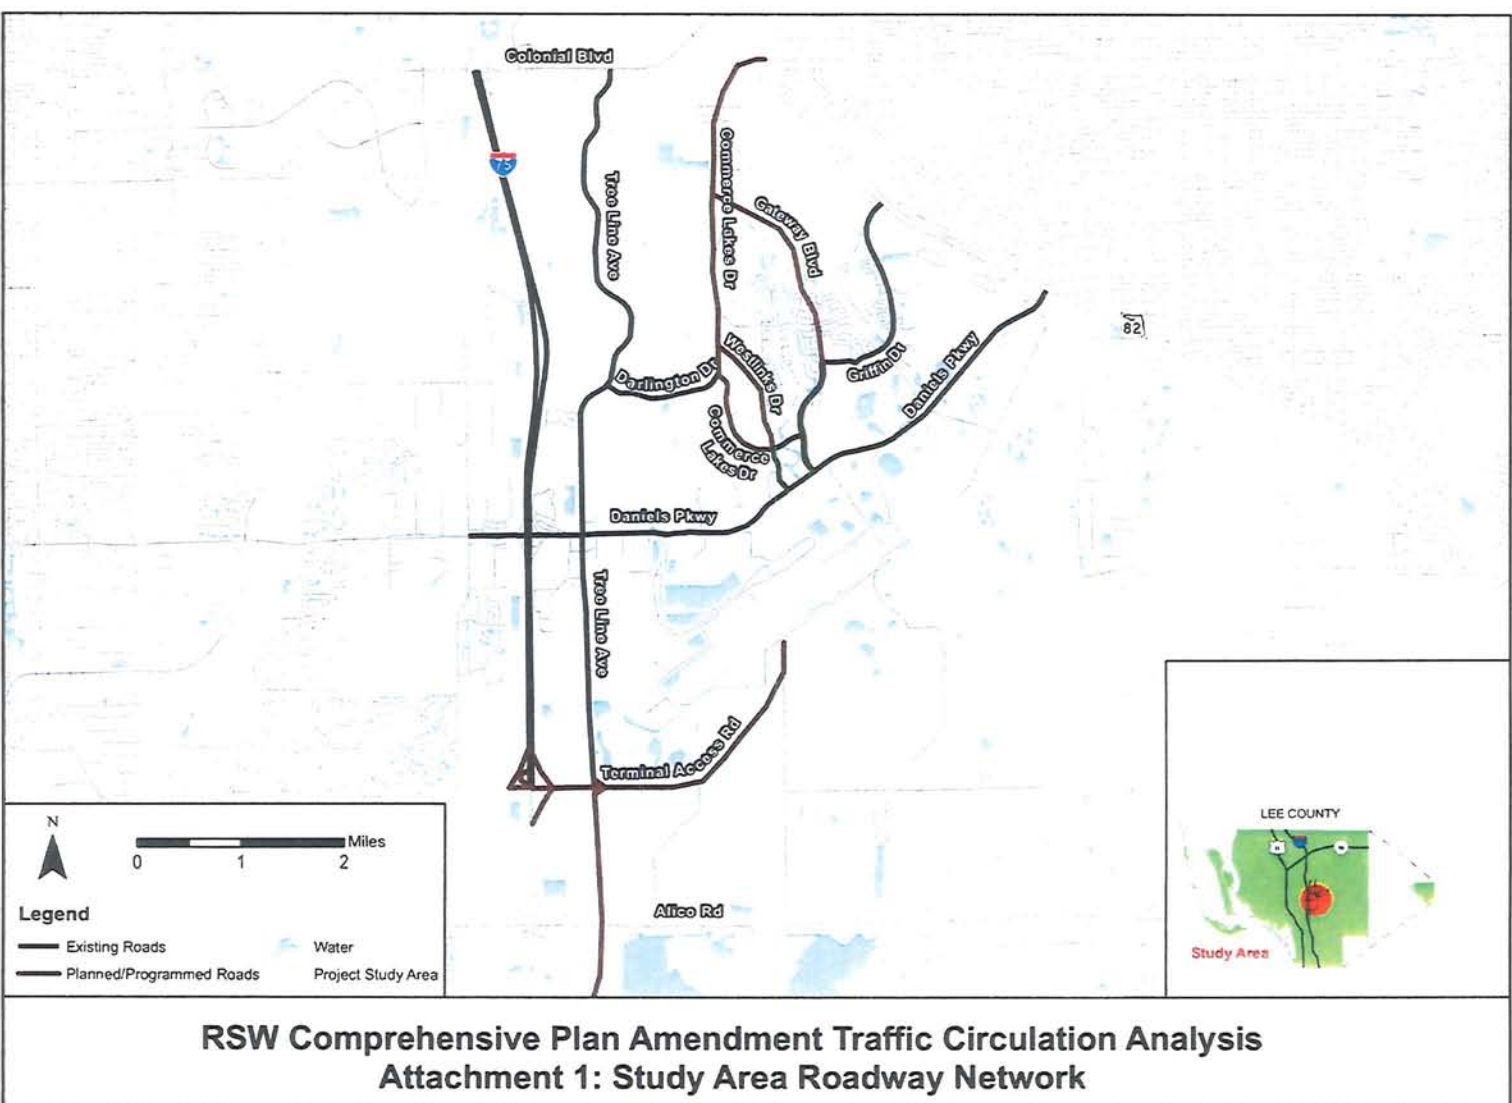 Colonial Blvd
75
Tree Line Ave
Commerce Lakes Dr
Gateway Blvd
82
Westlinks Dr
Darlington Dr
Griffin Dr
Daniels Pkwy
Commerce
Lakes Dr
Daniels Pkwy
Tree Line Ave
Terminal Access Rd
Alico Rd
N
Miles
0 1 2
Legend
Existing Roads
Water
Planned/Programmed Roads
Project Study Area
LEE COUNTY
Study Area
RSW Comprehensive Plan Amendment Traffic Circulation Analysis
Attachment 1: Study Area Roadway Network